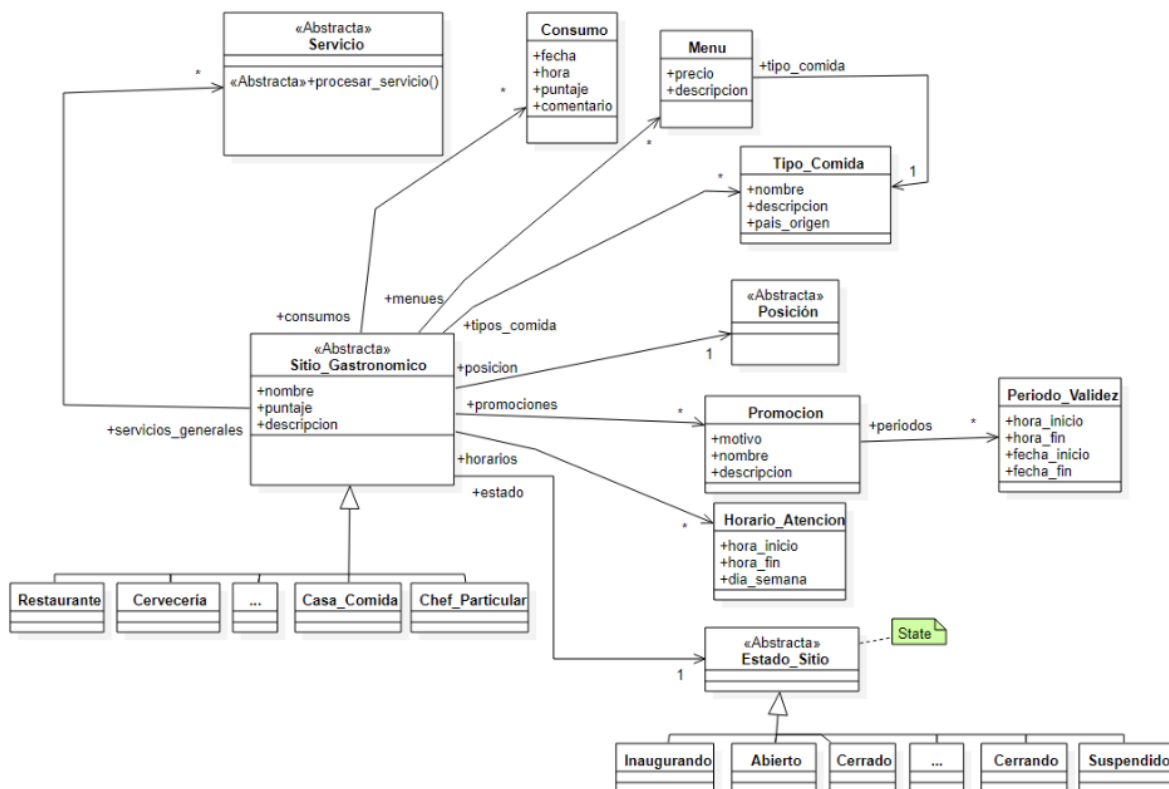 «Abstracta»
Servicio
«Abstracta»+procesar_servicio()
*
Consumo
+fecha
+hora
+puntaje
+comentario
*
Menu
+precio
+descripcion
*
+tipo_comida
1
Tipo_Comida
+nombre
+descripcion
+pais_origen
*
«Abstracta»
Posición
1
+consumos
+menues
+tipos_comida
«Abstracta»
Sitio_Gastronomico
+nombre
+puntaje
+descripcion
+servicios_generales
+posicion
+promociones
+horarios
+estado
*
Promocion
+motivo
+nombre
+descripcion
+periodos
*
Periodo_Validez
+hora_inicio
+hora_fin
+fecha_inicio
+fecha_fin
*
Horario_Atencion
+hora_inicio
+hora_fin
+dia_semana
Restaurante
Cervecería
...
Casa_Comida
Chef_Particular
1
«Abstracta»
Estado_Sitio
State
Inaugurando
Abierto
Cerrado
...
Cerrando
Suspendido